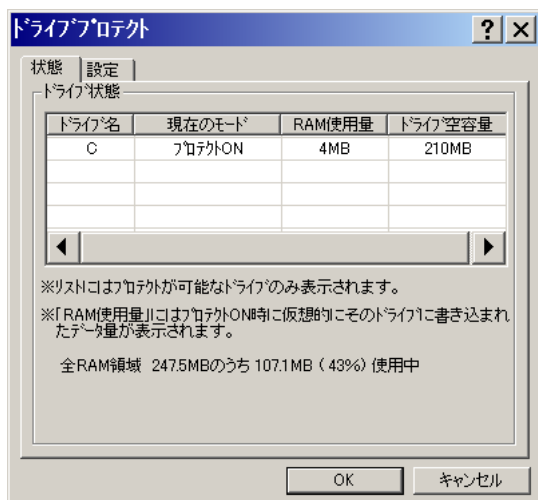 ﾄﾞﾗｲﾌﾞﾌﾟﾛﾃｸﾄ
状態 設定
ﾄﾞﾗｲﾌﾞ状態
ﾄﾞﾗｲﾌﾞ名 現在のﾓｰﾄﾞ RAM使用量 ﾄﾞﾗｲﾌﾞ空容量
C ﾌﾟﾛﾃｸﾄON 4MB 210MB
※ﾘｽﾄにはﾌﾟﾛﾃｸﾄが可能なﾄﾞﾗｲﾌﾞのみ表示されます。
※｢RAM使用量｣にはﾌﾟﾛﾃｸﾄON時に仮想的にそのﾄﾞﾗｲﾌﾞに書き込まれ
たﾃﾞｰﾀ量が表示されます。
全RAM領域 247.5MBのうち 107.1MB ( 43%) 使用中
OK ｷｬﾝｾﾙ